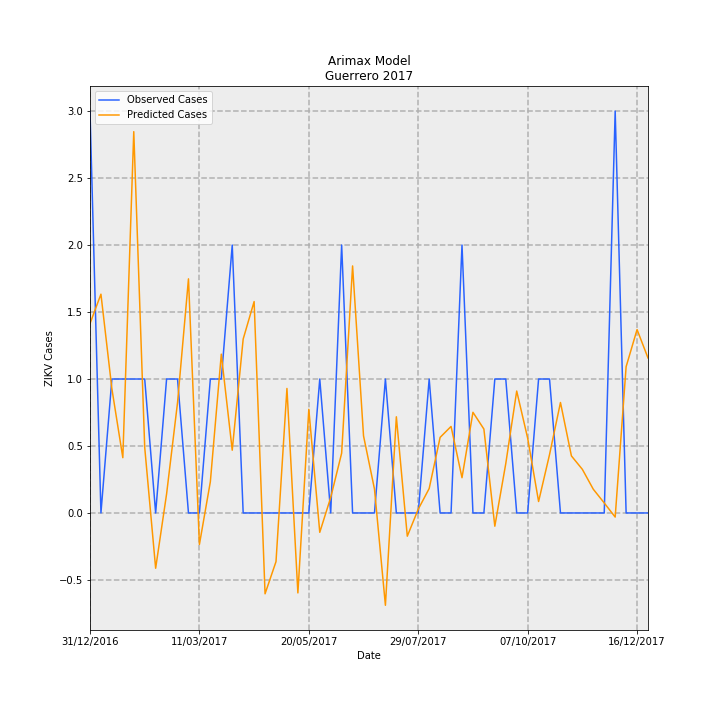 Arimax Model
Guerrero 2017
Observed Cases
Predicted Cases
3.0
2.5
2.0
1.5
1.0
0.5
0.0
−0.5
ZIKV Cases
31/12/2016 11/03/2017 20/05/2017 29/07/2017 07/10/2017 16/12/2017
Date